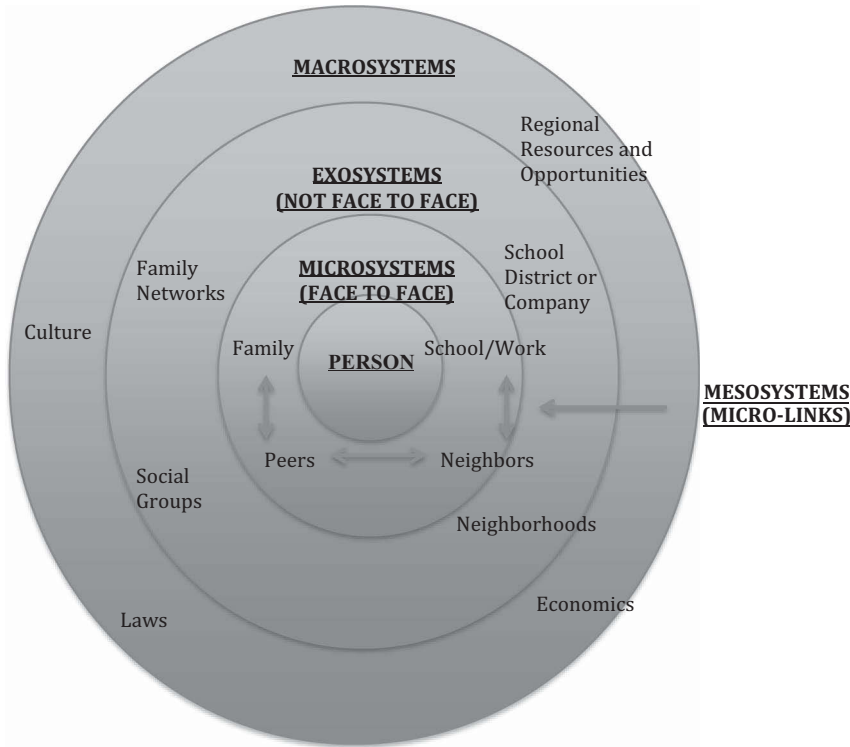 MACROSYSTEMS
Regional
Resources and
Opportunities
EXOSYSTEMS
(NOT FACE TO FACE)
Family
Networks
School
District or
Company
MICROSYSTEMS
(FACE TO FACE)
Culture
Family
School/Work
PERSON
MESOSYSTEMS
(MICRO-LINKS)
Peers
Neighbors
Social
Groups
Neighborhoods
Laws
Economics